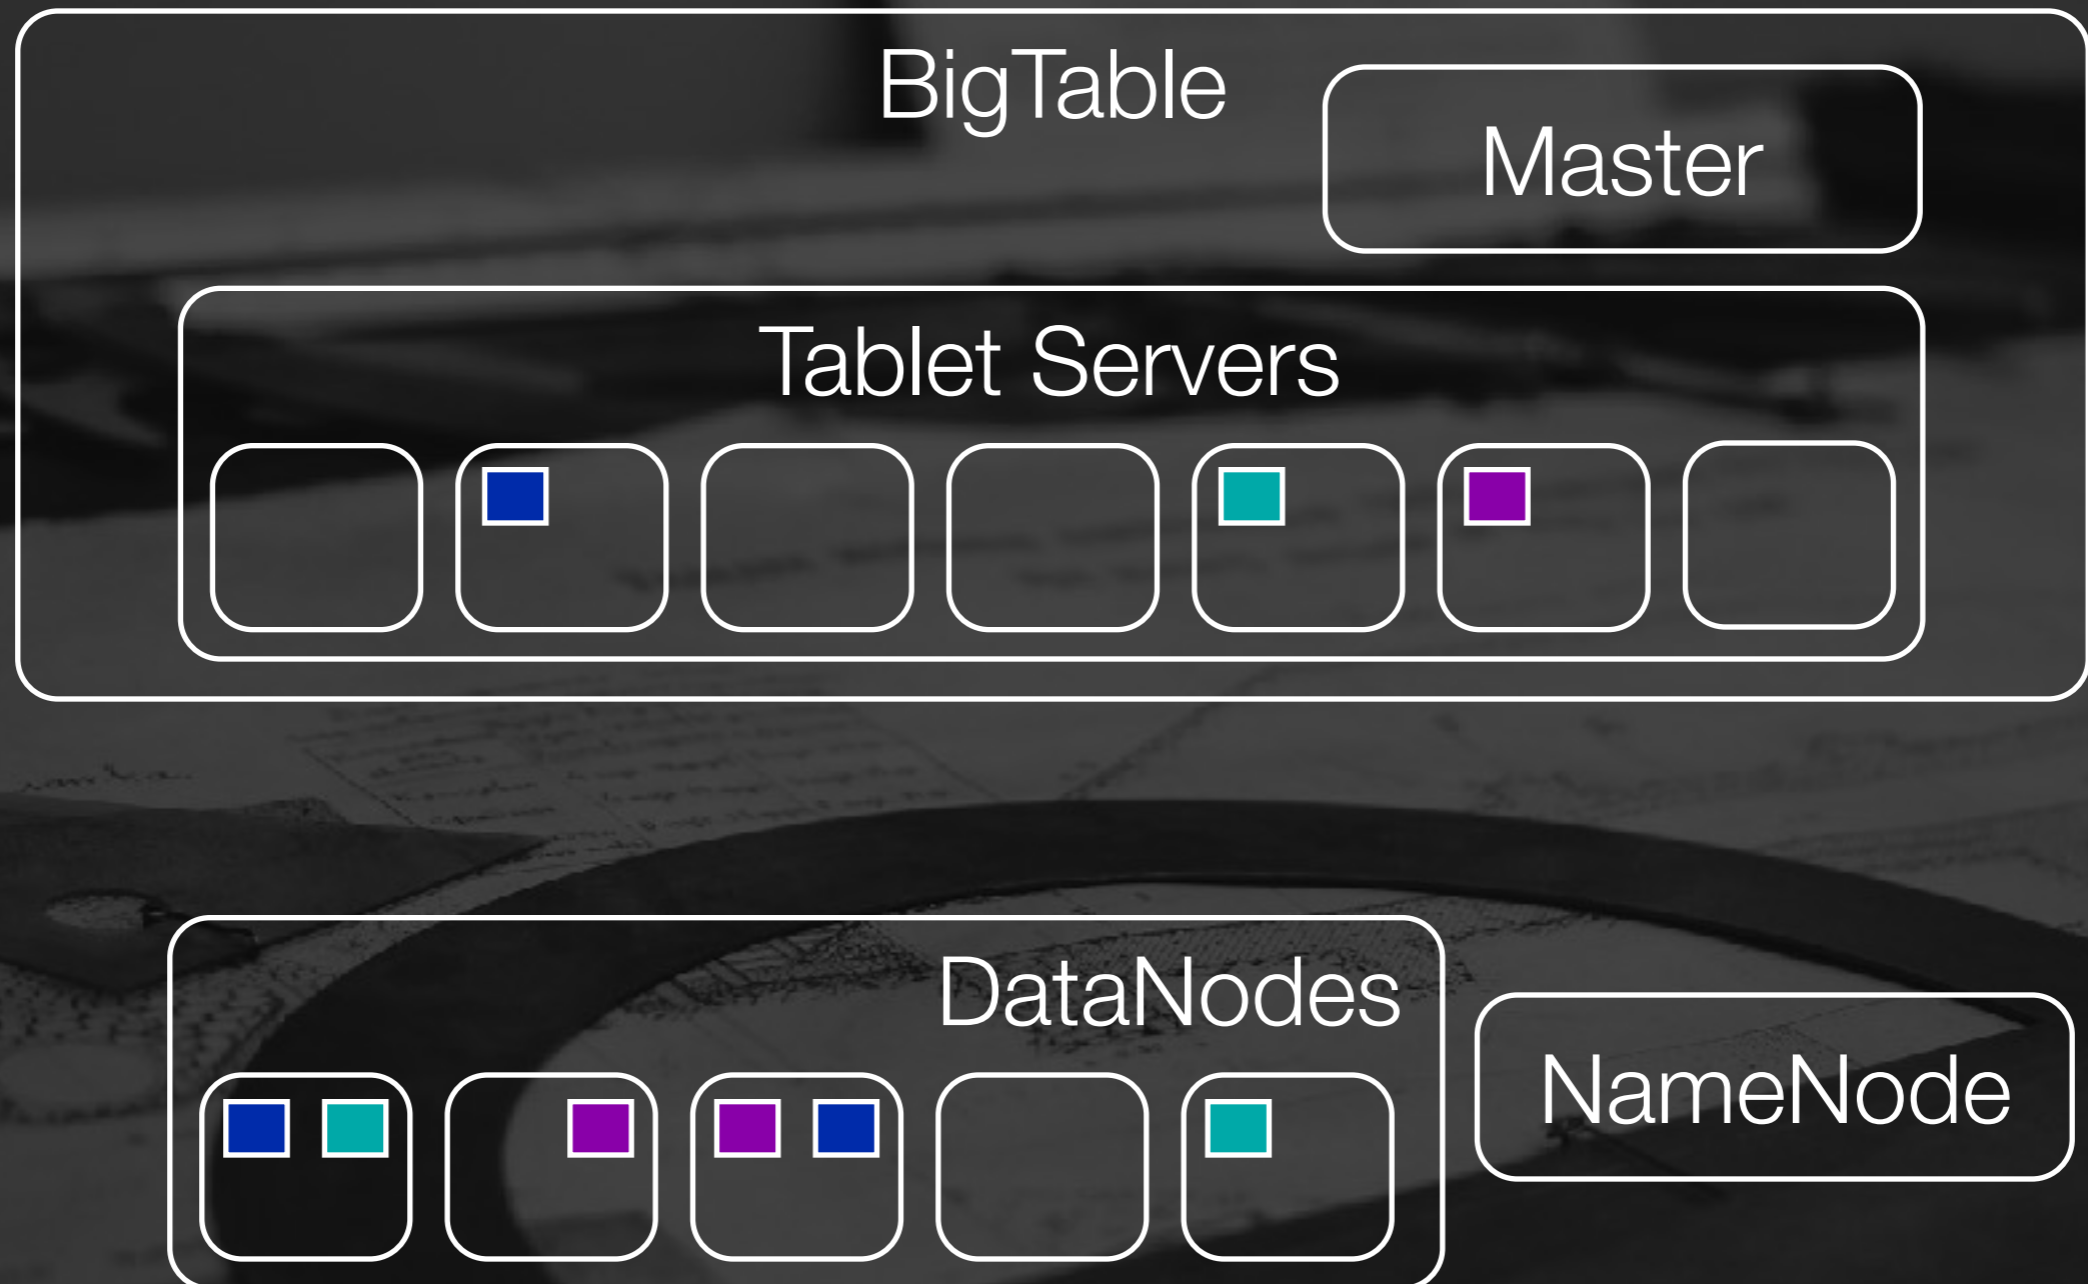 BigTable
Master
Tablet Servers
DataNodes
NameNode